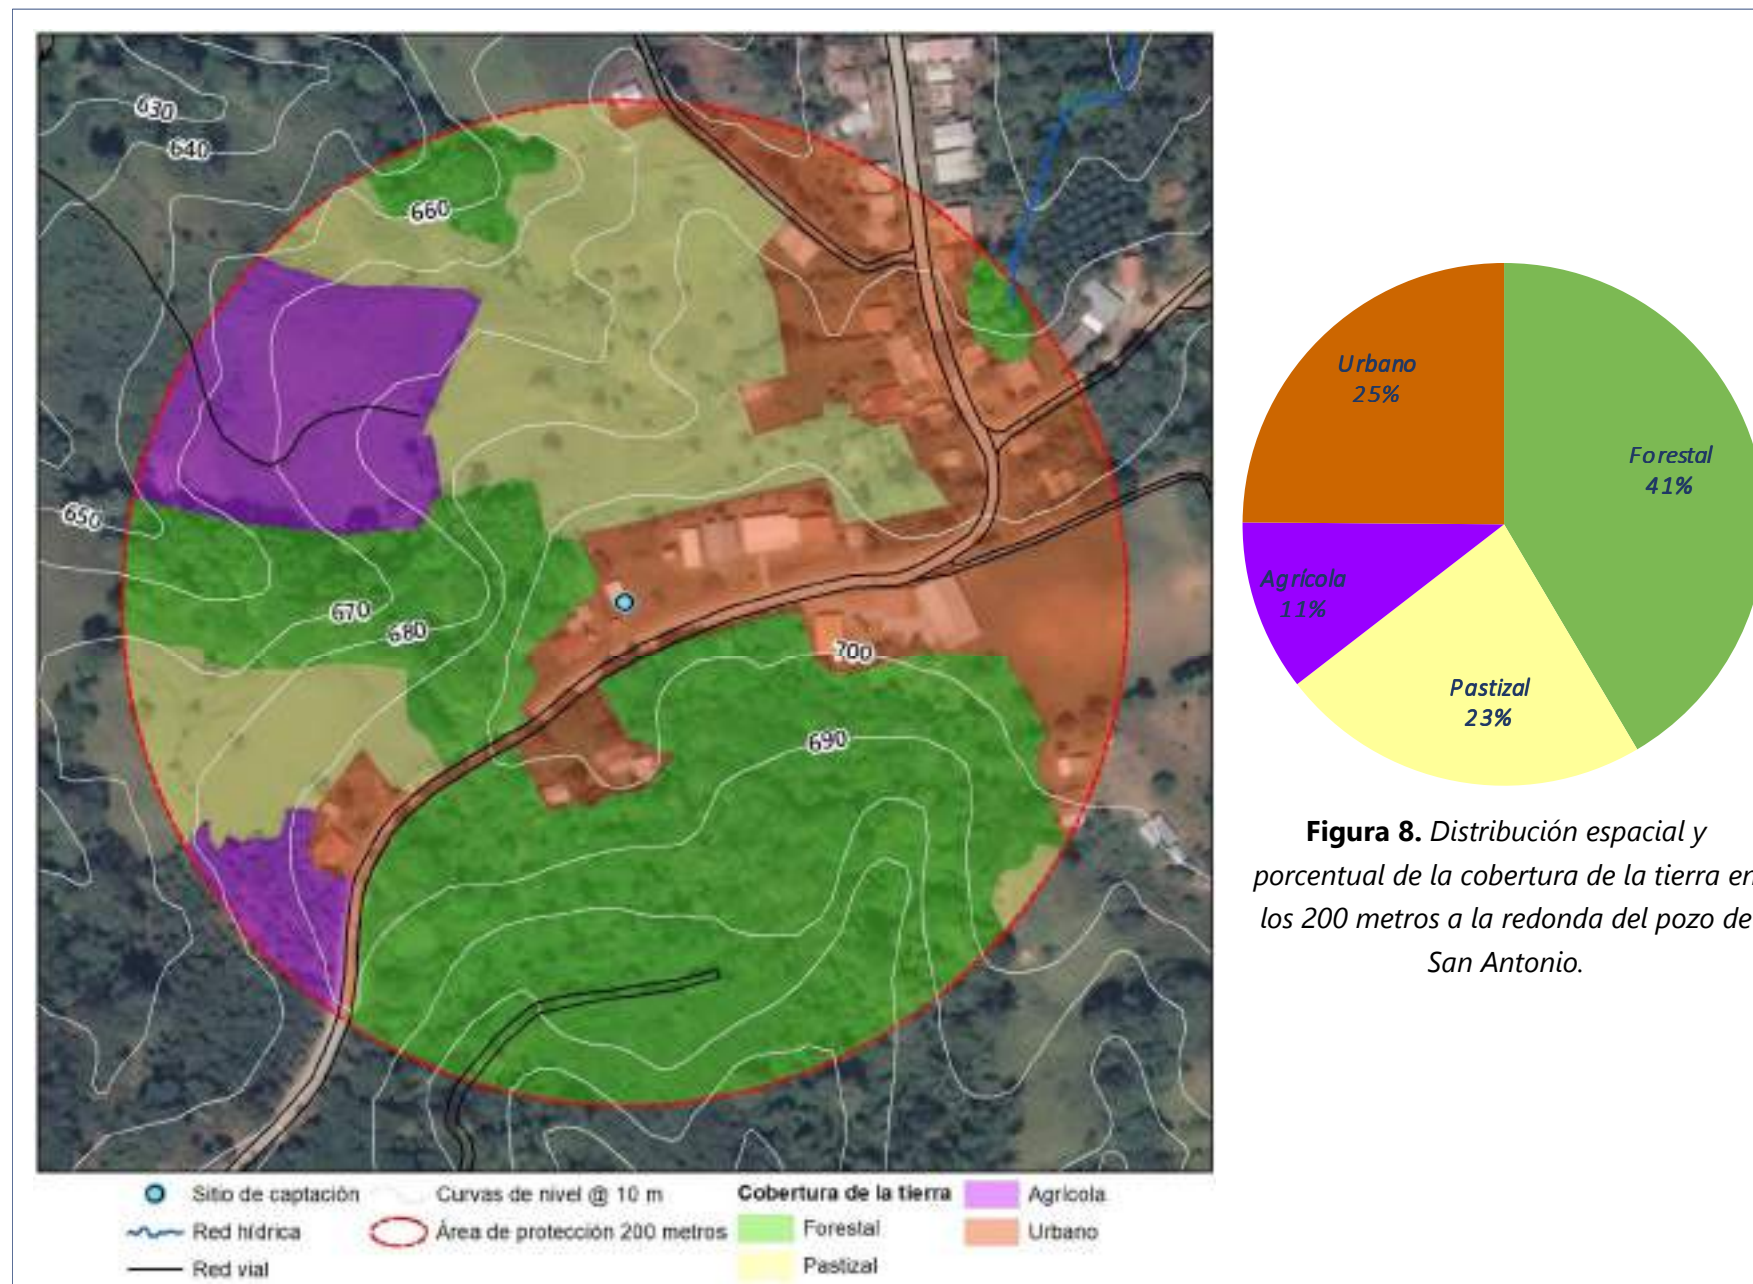 630
640
660
650
670
680
700
690
Urbano
25%
Forestal
41%
Agrícola
11%
Pastizal
23%
Figura 8. Distribución espacial y
porcentual de la cobertura de la tierra en
los 200 metros a la redonda del pozo de
San Antonio.
Sitio de captación
Curvas de nivel @ 10 m
Cobertura de la tierra
Agrícola
Red hídrica
Área de protección 200 metros
Forestal
Urbano
Red vial
Pastizal